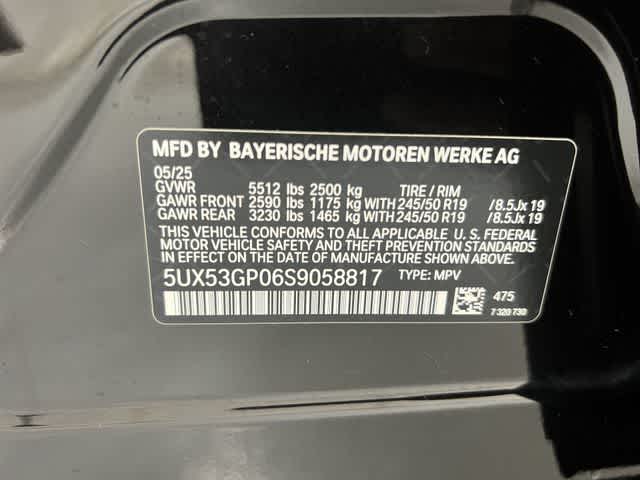 MFD BY BAYERISCHE MOTOREN WERKE AG
05/25
GVWR 5512 lbs 2500 kg TIRE / RIM
GAWR FRONT 2590 lbs 1175 kg WITH 245/50 R19 /8.5Jx 19
GAWR REAR 3230 lbs 1465 kg WITH 245/50 R19 /8.5Jx 19
THIS VEHICLE CONFORMS TO ALL APPLICABLE U.S. FEDERAL
MOTOR VEHICLE SAFETY AND THEFT PREVENTION STANDARDS
IN EFFECT ON THE DATE OF MANUFACTURE SHOWN ABOVE.
5UX53GP06S9058817 TYPE: MPV
475
7 320 730